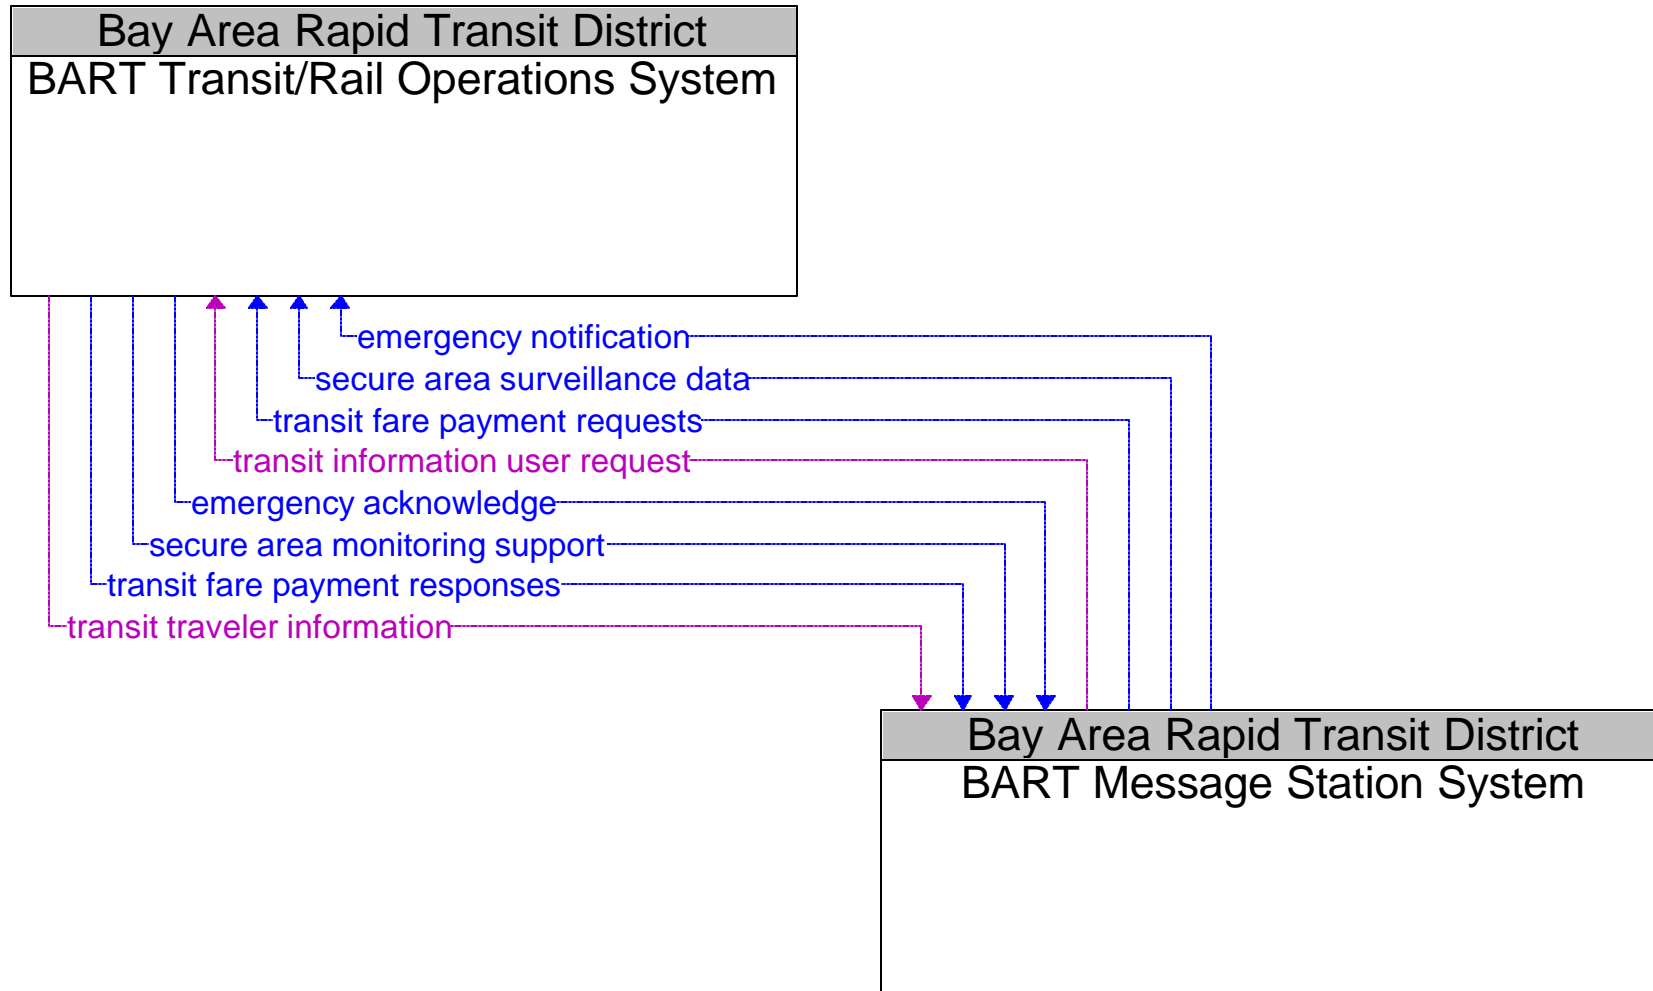 Bay Area Rapid Transit District
BART Transit/Rail Operations System
emergency notification
secure area surveillance data
transit fare payment requests
transit information user request
emergency acknowledge
secure area monitoring support
transit fare payment responses
transit traveler information
Bay Area Rapid Transit District
BART Message Station System